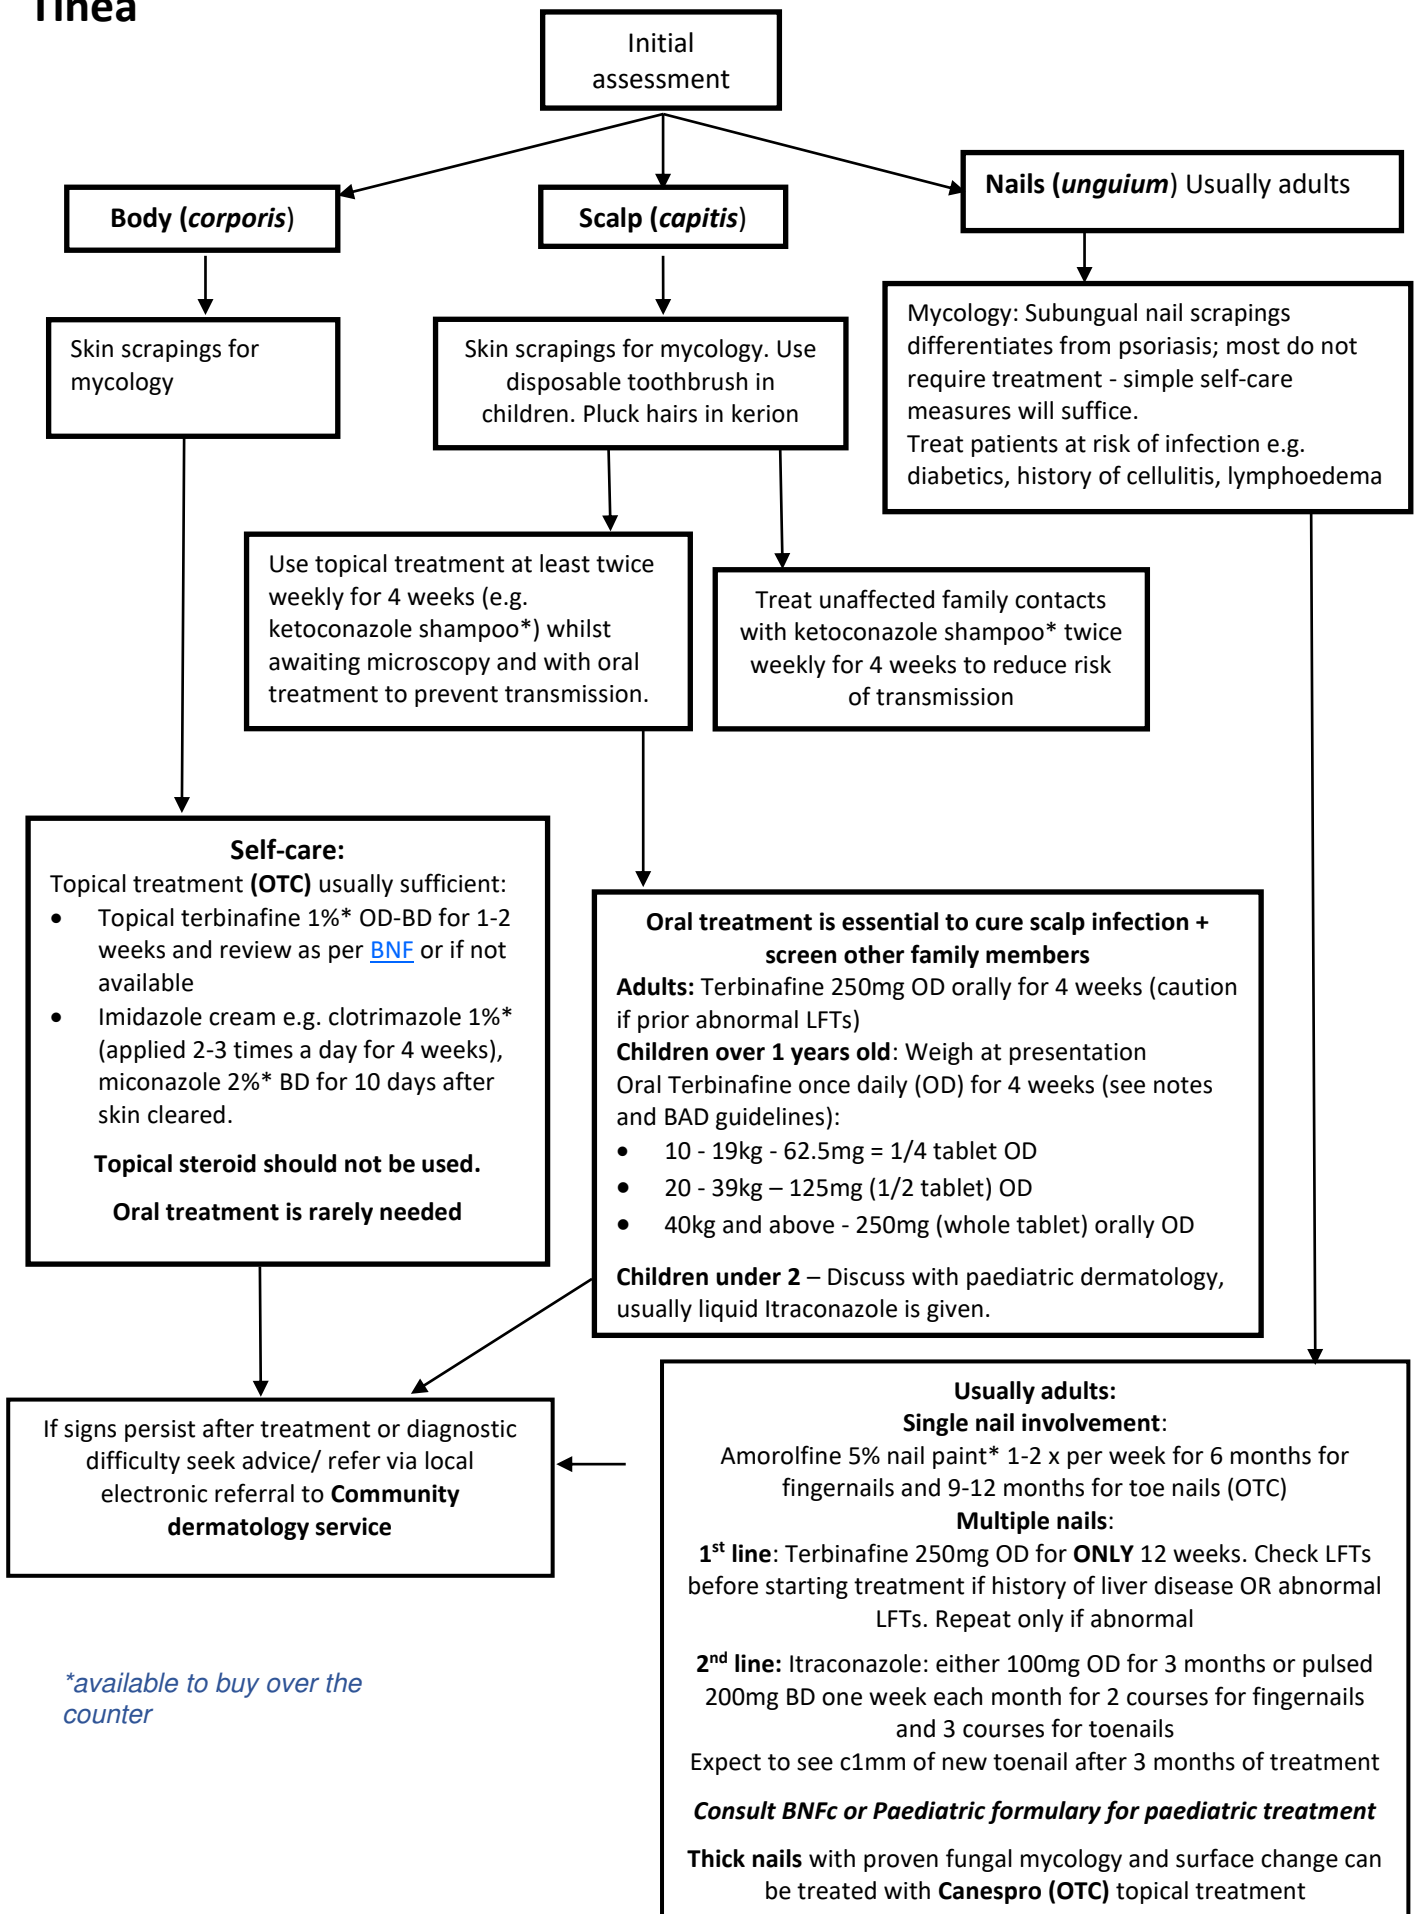 Tinea
Initial
assessment
Body (corporis)
Scalp (capitis)
Nails (unguium) Usually adults
Skin scrapings for
mycology
Skin scrapings for mycology. Use
disposable toothbrush in
children. Pluck hairs in kerion
Mycology: Subungual nail scrapings
differentiates from psoriasis; most do not
require treatment - simple self-care
measures will suffice.
Treat patients at risk of infection e.g.
diabetics, history of cellulitis, lymphoedema
Use topical treatment at least twice
weekly for 4 weeks (e.g.
ketoconazole shampoo*) whilst
awaiting microscopy and with oral
treatment to prevent transmission.
Treat unaffected family contacts
with ketoconazole shampoo* twice
weekly for 4 weeks to reduce risk
of transmission
Self-care:
Topical treatment (OTC) usually sufficient:
• Topical terbinafine 1%* OD-BD for 1-2
weeks and review as per BNF or if not
available
• Imidazole cream e.g. clotrimazole 1%*
(applied 2-3 times a day for 4 weeks),
miconazole 2%* BD for 10 days after
skin cleared.
Topical steroid should not be used.
Oral treatment is rarely needed
Oral treatment is essential to cure scalp infection +
screen other family members
Adults: Terbinafine 250mg OD orally for 4 weeks (caution
if prior abnormal LFTs)
Children over 1 years old: Weigh at presentation
Oral Terbinafine once daily (OD) for 4 weeks (see notes
and BAD guidelines):
• 10 - 19kg - 62.5mg = 1/4 tablet OD
• 20 - 39kg – 125mg (1/2 tablet) OD
• 40kg and above - 250mg (whole tablet) orally OD
Children under 2 – Discuss with paediatric dermatology,
usually liquid Itraconazole is given.
If signs persist after treatment or diagnostic
difficulty seek advice/ refer via local
electronic referral to Community
dermatology service
Usually adults:
Single nail involvement:
Amorolfine 5% nail paint* 1-2 x per week for 6 months for
fingernails and 9-12 months for toe nails (OTC)
Multiple nails:
1st line: Terbinafine 250mg OD for ONLY 12 weeks. Check LFTs
before starting treatment if history of liver disease OR abnormal
LFTs. Repeat only if abnormal
2nd line: Itraconazole: either 100mg OD for 3 months or pulsed
200mg BD one week each month for 2 courses for fingernails
and 3 courses for toenails
Expect to see c1mm of new toenail after 3 months of treatment
Consult BNFc or Paediatric formulary for paediatric treatment
Thick nails with proven fungal mycology and surface change can
be treated with Canespro (OTC) topical treatment
*available to buy over the
counter